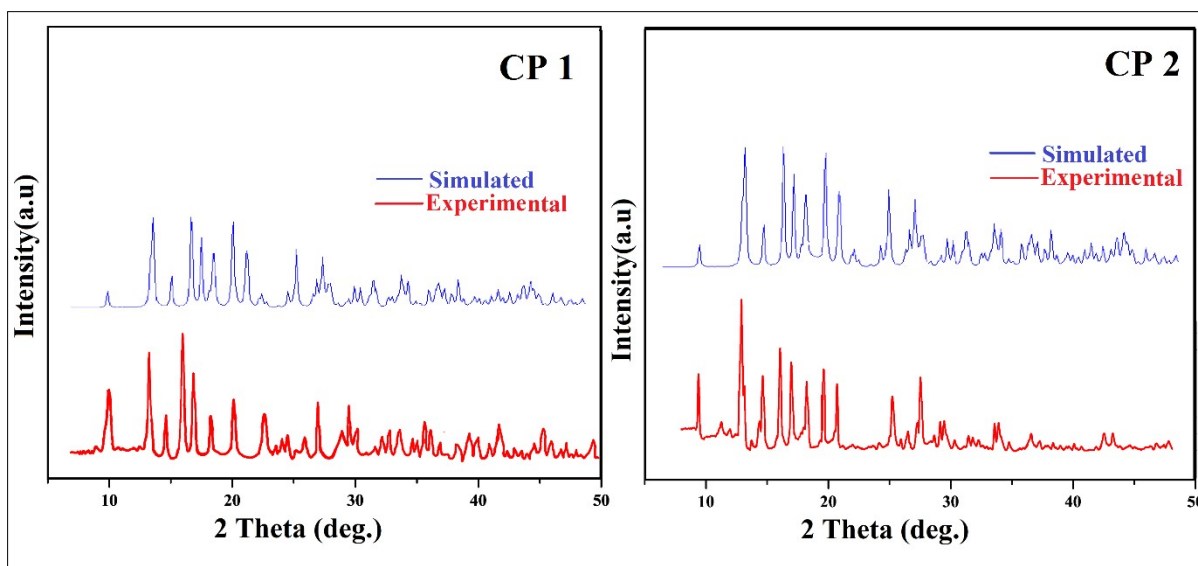 CP 1
Simulated
Experimental
Intensity(a.u)
10
20
30
40
50
2 Theta (deg.)
CP 2
Simulated
Experimental
Intensity(a.u)
10
20
30
40
50
2 Theta (deg.)